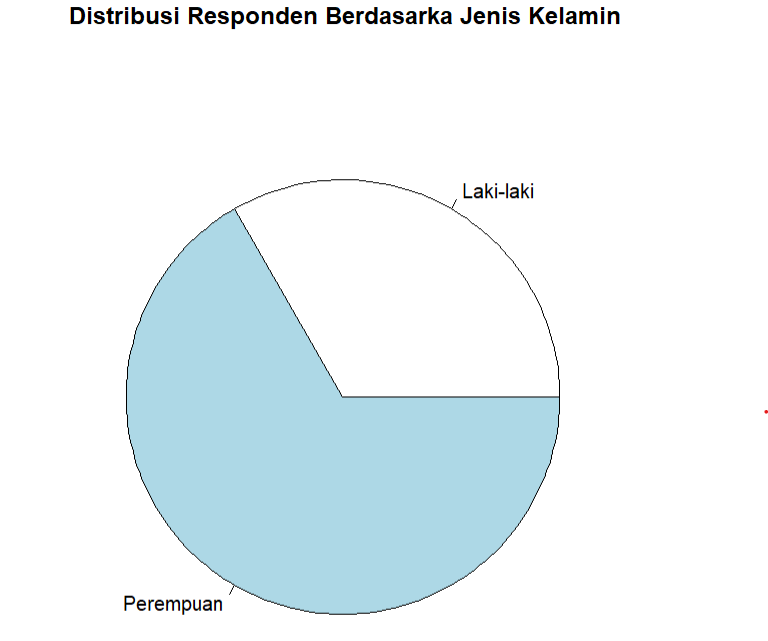 Distribusi Responden Berdasarka Jenis Kelamin
Laki-laki
Perempuan